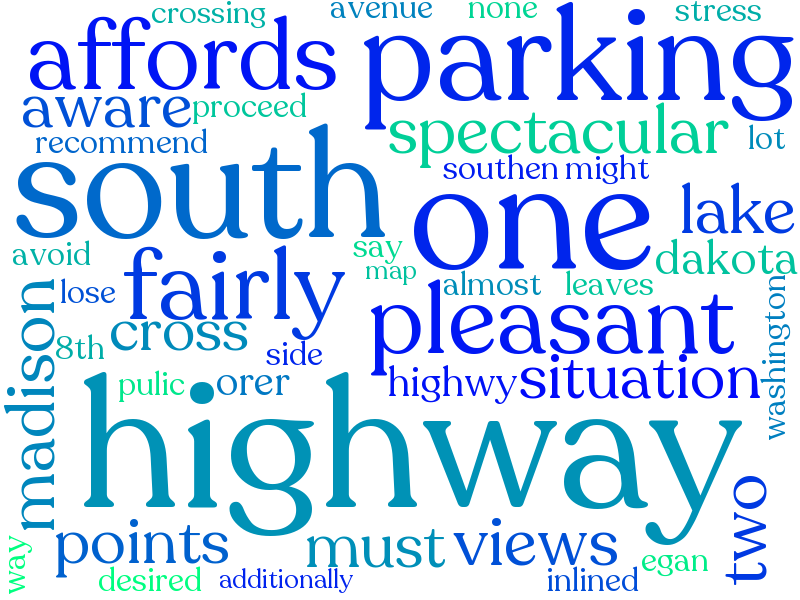 crossing
avenue
none
stress
affords
parking
aware
proceed
recommend
spectacular
lot
south
southen
might
one
lake
avoid
fairly
say
dakota
map
lose
almost
leaves
madison
8th
cross
side
pleasant
washington
pulic
orer
highwy
situation
highway
two
way
points
must
views
egan
desired
additionally
inlined